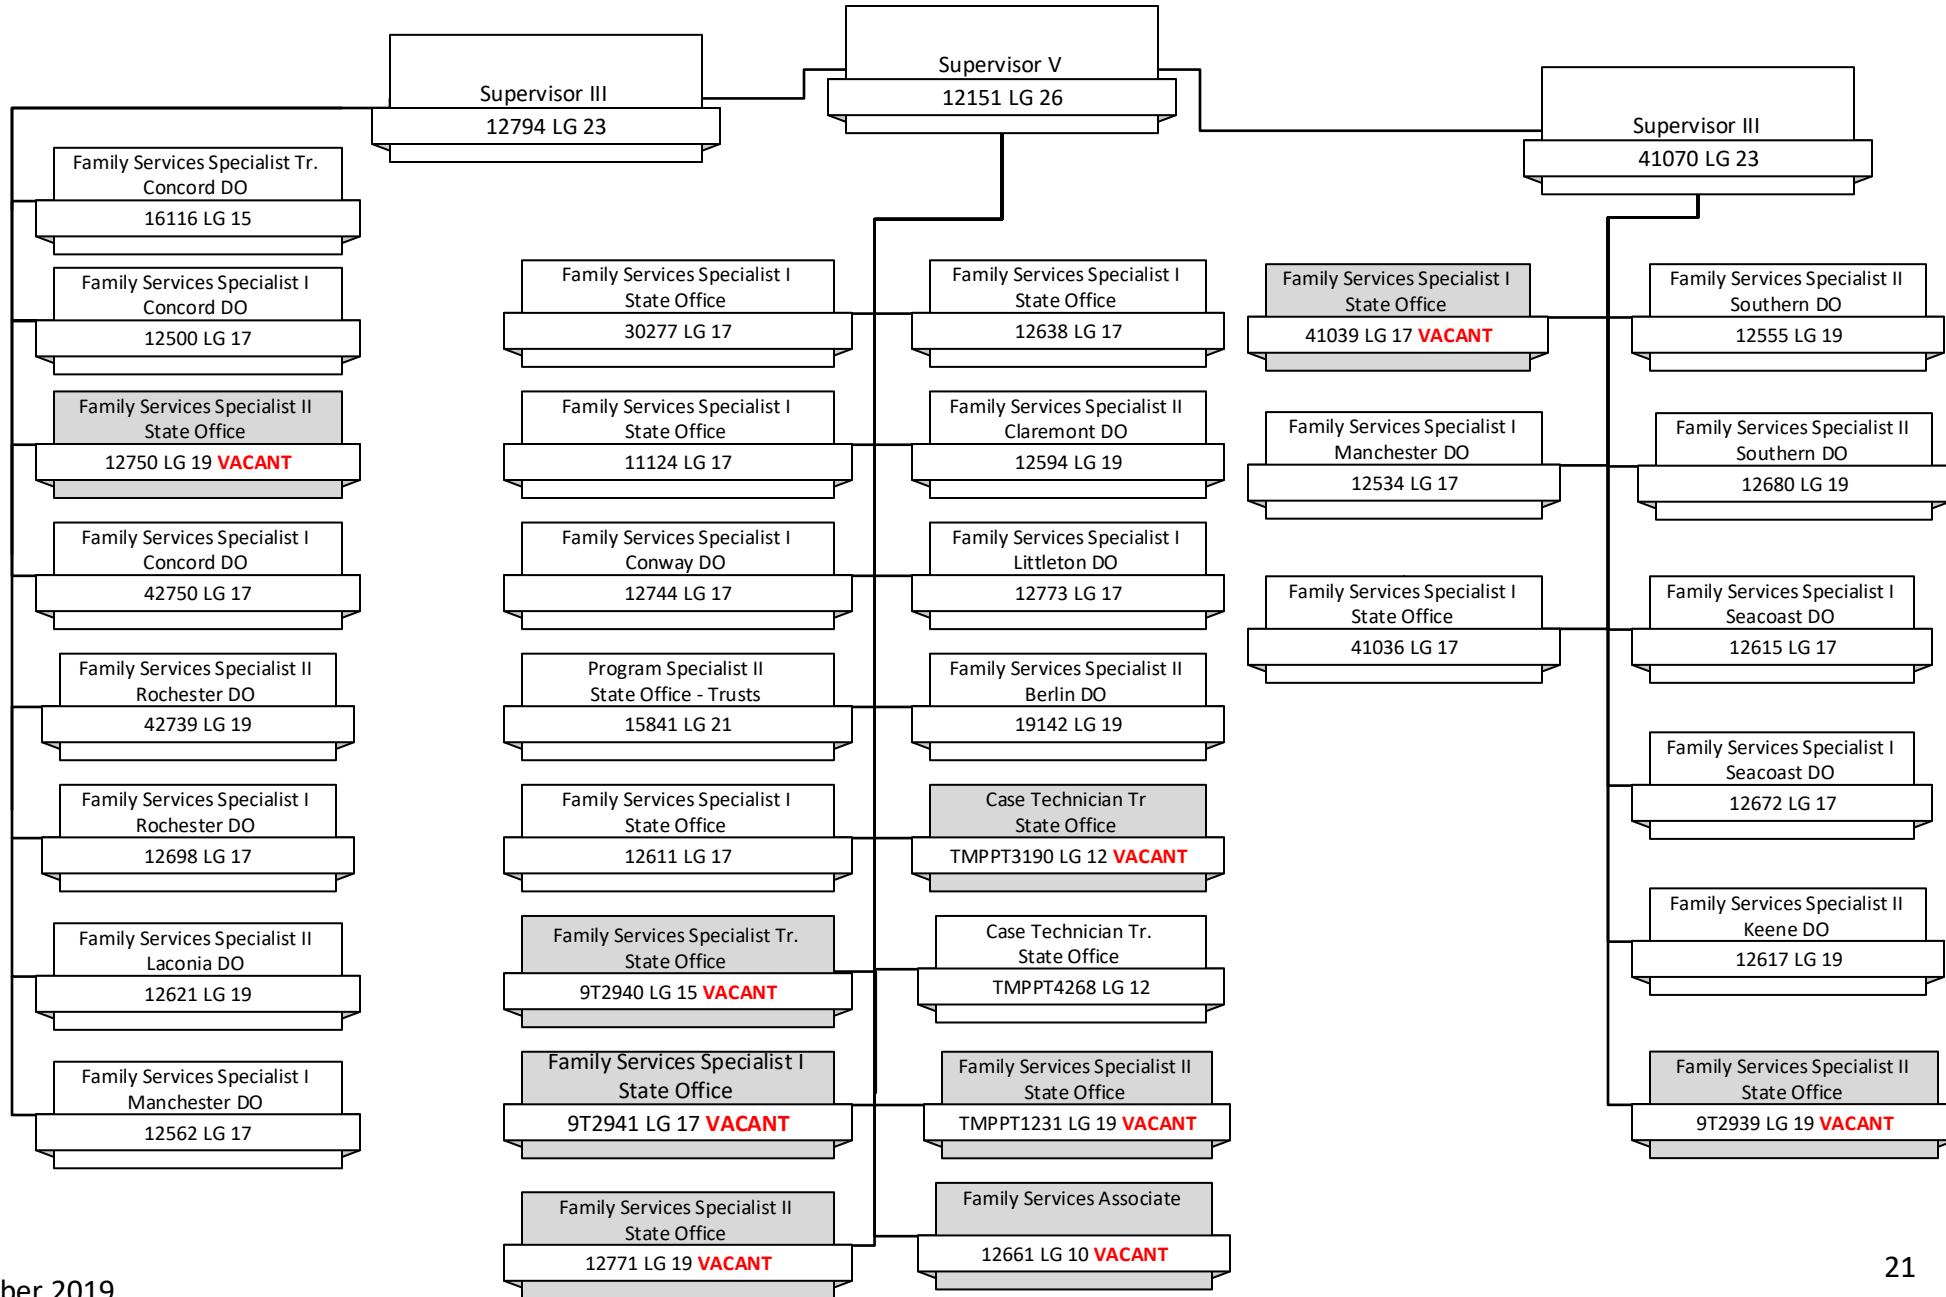 Supervisor V
12151 LG 26
Supervisor III
12794 LG 23
Supervisor III
41070 LG 23
Family Services Specialist Tr.
Concord DO
16116 LG 15
Family Services Specialist I
Concord DO
12500 LG 17
Family Services Specialist II
State Office
12750 LG 19 VACANT
Family Services Specialist I
Concord DO
42750 LG 17
Family Services Specialist II
Rochester DO
42739 LG 19
Family Services Specialist I
Rochester DO
12698 LG 17
Family Services Specialist II
Laconia DO
12621 LG 19
Family Services Specialist I
Manchester DO
12562 LG 17
Family Services Specialist I
State Office
30277 LG 17
Family Services Specialist I
State Office
11124 LG 17
Family Services Specialist I
Conway DO
12744 LG 17
Program Specialist II
State Office - Trusts
15841 LG 21
Family Services Specialist I
State Office
12611 LG 17
Family Services Specialist Tr.
State Office
9T2940 LG 15 VACANT
Family Services Specialist I
State Office
9T2941 LG 17 VACANT
Family Services Specialist II
State Office
12771 LG 19 VACANT
Family Services Specialist I
State Office
12638 LG 17
Family Services Specialist II
Claremont DO
12594 LG 19
Family Services Specialist I
Littleton DO
12773 LG 17
Family Services Specialist II
Berlin DO
19142 LG 19
Case Technician Tr
State Office
TMPPT3190 LG 12 VACANT
Case Technician Tr.
State Office
TMPPT4268 LG 12
Family Services Specialist II
State Office
TMPPT1231 LG 19 VACANT
Family Services Associate
12661 LG 10 VACANT
Family Services Specialist I
State Office
41039 LG 17 VACANT
Family Services Specialist I
Manchester DO
12534 LG 17
Family Services Specialist I
State Office
41036 LG 17
Family Services Specialist II
Southern DO
12555 LG 19
Family Services Specialist II
Southern DO
12680 LG 19
Family Services Specialist I
Seacoast DO
12615 LG 17
Family Services Specialist I
Seacoast DO
12672 LG 17
Family Services Specialist II
Keene DO
12617 LG 19
Family Services Specialist II
State Office
9T2939 LG 19 VACANT
ber 2019
21